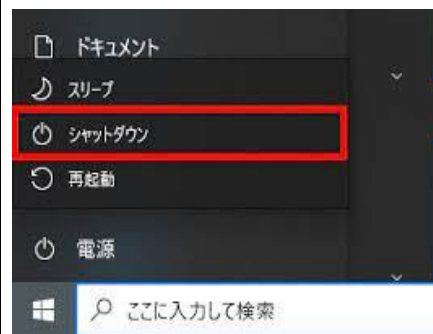 ドキュメント
スリープ
シャットダウン
再起動
電源
ここに入力して検索